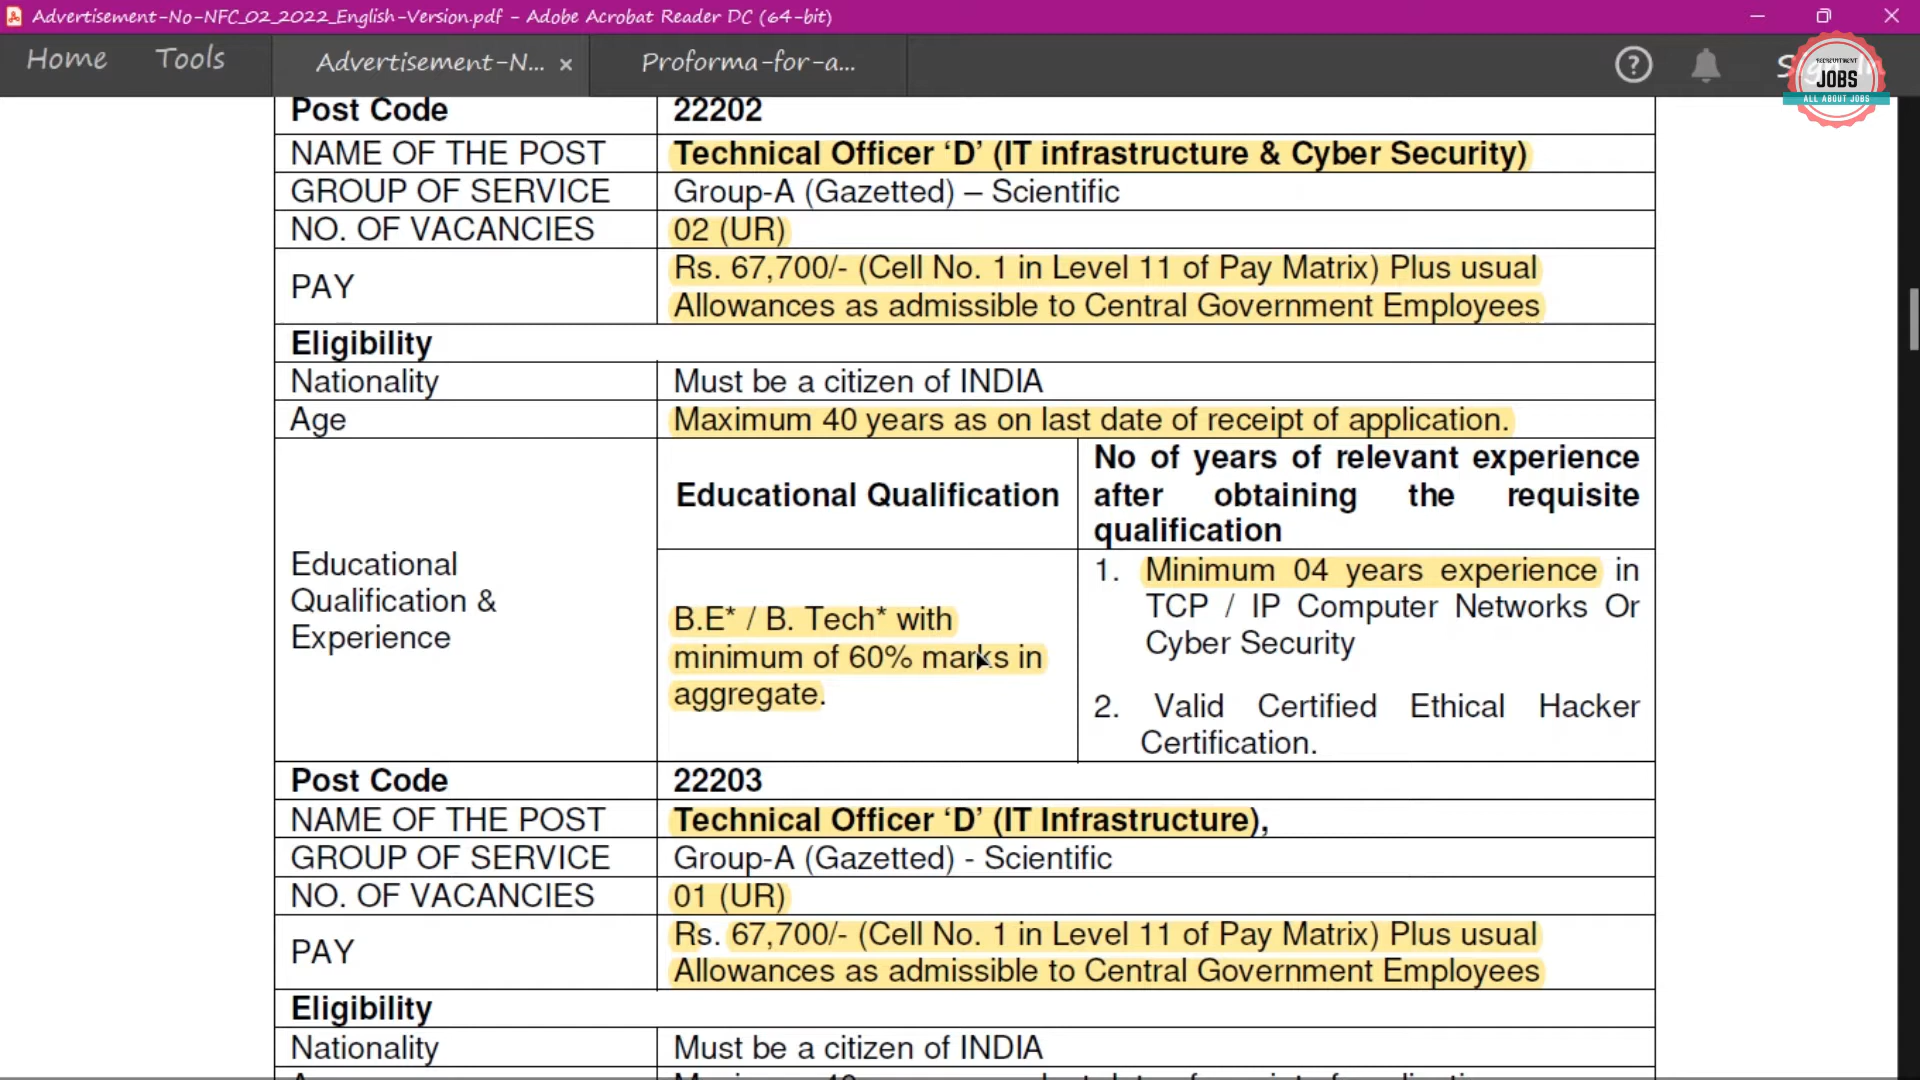 Advertisement-No-NFC_02_2022_English-Version.pdf - Adobe Acrobat Reader DC (64-bit)
Home Tools Advertisement-N... × Proforma-for-a...
RECRUITMENT
JOBS
ALL ABOUT JOBS
Post Code 22202
NAME OF THE POST Technical Officer ‘D’ (IT infrastructure & Cyber Security)
GROUP OF SERVICE Group-A (Gazetted) – Scientific
NO. OF VACANCIES 02 (UR)
PAY Rs. 67,700/- (Cell No. 1 in Level 11 of Pay Matrix) Plus usual
Allowances as admissible to Central Government Employees
Eligibility
Nationality Must be a citizen of INDIA
Age Maximum 40 years as on last date of receipt of application.
Educational
Qualification &
Experience
Educational Qualification
No of years of relevant experience
after obtaining the requisite
qualification
B.E* / B. Tech* with
minimum of 60% marks in
aggregate.
1. Minimum 04 years experience in
TCP / IP Computer Networks Or
Cyber Security
2. Valid Certified Ethical Hacker
Certification.
Post Code 22203
NAME OF THE POST Technical Officer ‘D’ (IT Infrastructure),
GROUP OF SERVICE Group-A (Gazetted) - Scientific
NO. OF VACANCIES 01 (UR)
PAY Rs. 67,700/- (Cell No. 1 in Level 11 of Pay Matrix) Plus usual
Allowances as admissible to Central Government Employees
Eligibility
Nationality Must be a citizen of INDIA